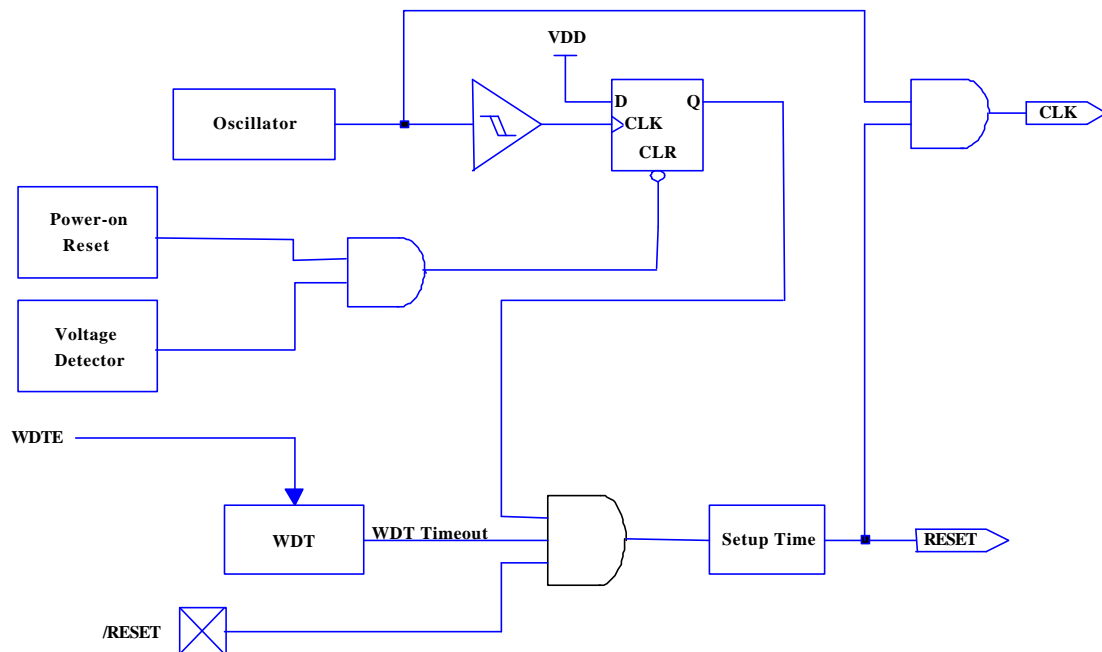 VDD
D
Q
Oscillator
CLK
CLR
CLK
Power-on
Reset
Voltage
Detector
WDTE
WDT
WDT Timeout
Setup Time
RESET
/RESET